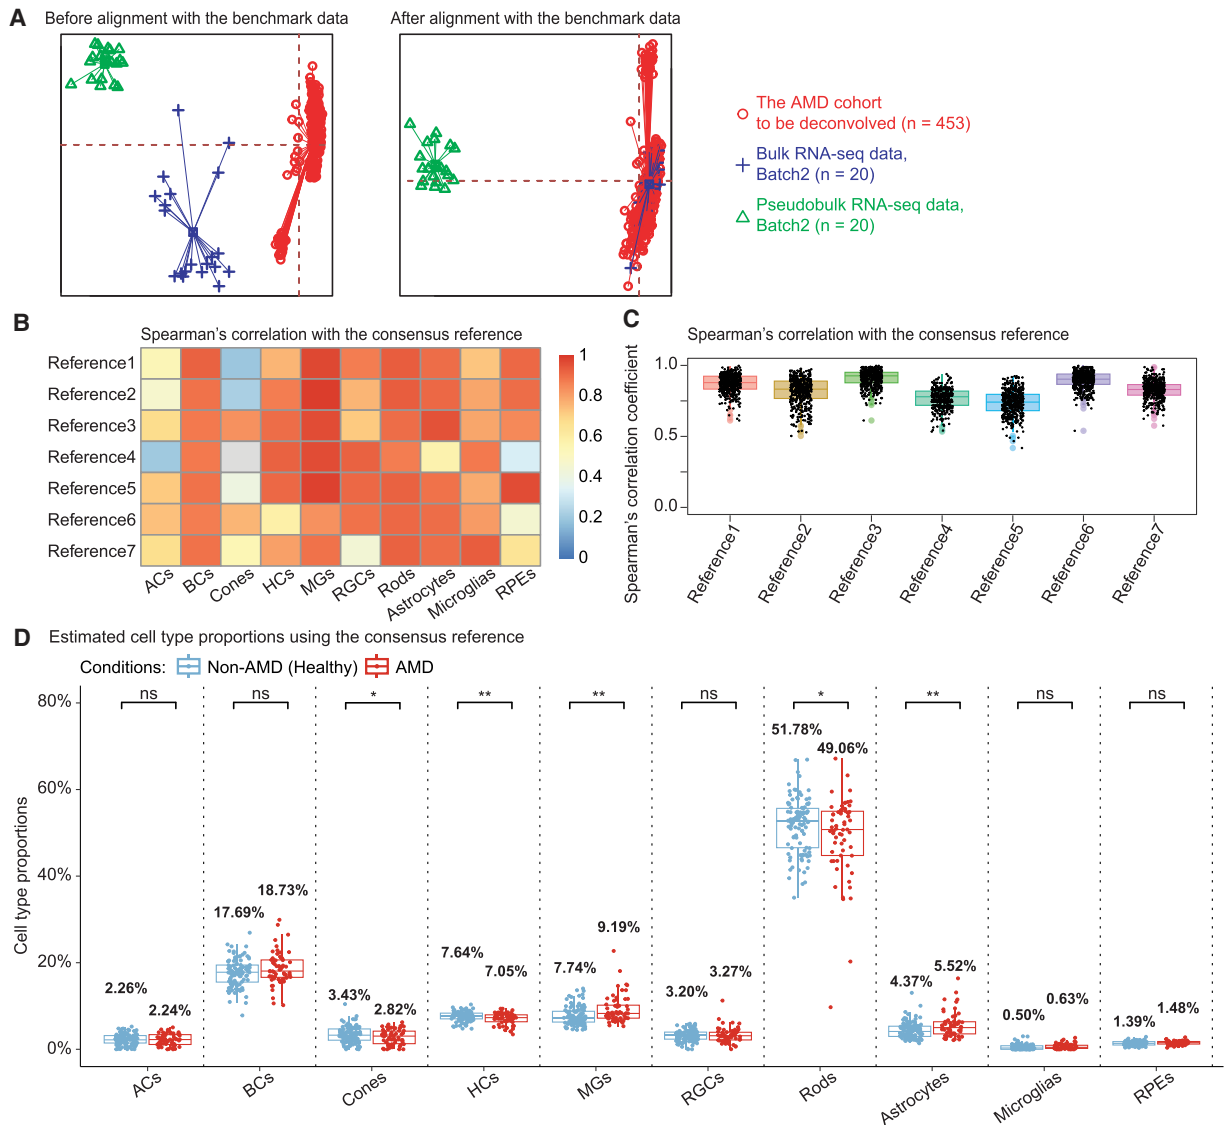 A
Before alignment with the benchmark data
After alignment with the benchmark data
The AMD cohort
to be deconvolved (n = 453)
Bulk RNA-seq data,
Batch2 (n = 20)
Pseudobulk RNA-seq data,
Batch2 (n = 20)
B
Spearman's correlation with the consensus reference
Reference1
Reference2
Reference3
Reference4
Reference5
Reference6
Reference7
ACs
BCs
Cones
HCs
MGs
RGCs
Rods
Astrocytes
Microglias
RPEs
1
0.8
0.6
0.4
0.2
0
C
Spearman's correlation with the consensus reference
Spearman's correlation coefficient
1.0
0.5
0.0
Reference1
Reference2
Reference3
Reference4
Reference5
Reference6
Reference7
D
Estimated cell type proportions using the consensus reference
Conditions: Non-AMD (Healthy) AMD
Cell type proportions
80%
60%
40%
20%
0%
ns ns * ** ** ns * ** ns ns
2.26%
2.24%
17.69%
18.73%
3.43%
2.82%
7.64%
7.05%
7.74%
9.19%
3.20%
3.27%
51.78%
49.06%
4.37%
5.52%
0.50%
0.63%
1.39%
1.48%
ACs
BCs
Cones
HCs
MGs
RGCs
Rods
Astrocytes
Microglias
RPEs